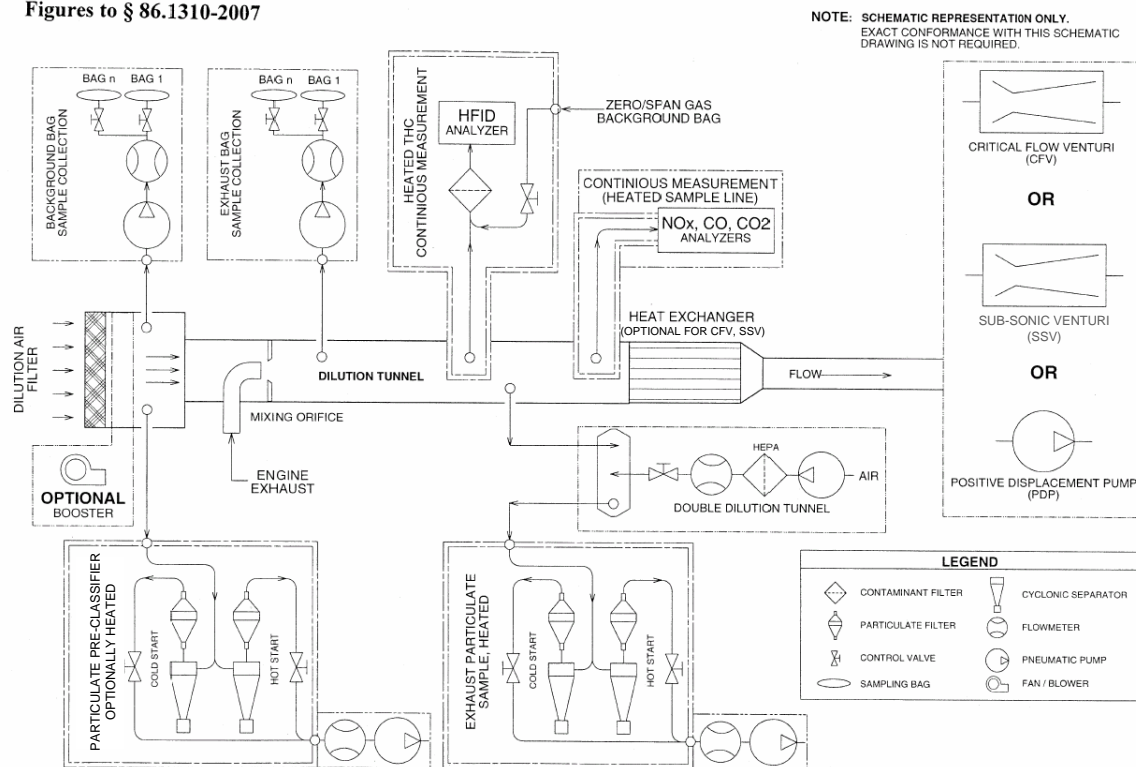 Figures to § 86.1310-2007
NOTE: SCHEMATIC REPRESENTATION ONLY.
EXACT CONFORMANCE WITH THIS SCHEMATIC
DRAWING IS NOT REQUIRED.
BAG n BAG 1
BACKGROUND BAG
SAMPLE COLLECTION
BAG n BAG 1
EXHAUST BAG
SAMPLE COLLECTION
HEATED THC
CONTINIOUS MEASUREMENT
HFID
ANALYZER
ZERO/SPAN GAS
BACKGROUND BAG
CONTINIOUS MEASUREMENT
(HEATED SAMPLE LINE)
NOx, CO, CO2
ANALYZERS
CRITICAL FLOW VENTURI
(CFV)
OR
SUB-SONIC VENTURI
(SSV)
OR
POSITIVE DISPLACEMENT PUMP
(PDP)
HEAT EXCHANGER
(OPTIONAL FOR CFV, SSV)
DILUTION AIR
FILTER
DILUTION TUNNEL
FLOW
MIXING ORIFICE
ENGINE
EXHAUST
OPTIONAL
BOOSTER
HEPA
AIR
DOUBLE DILUTION TUNNEL
PARTICULATE PRE-CLASSIFIER
OPTIONALLY HEATED
COLD START
HOT START
EXHAUST PARTICULATE
SAMPLE, HEATED
COLD START
HOT START
LEGEND
CONTAMINANT FILTER
CYCLONIC SEPARATOR
PARTICULATE FILTER
FLOWMETER
CONTROL VALVE
PNEUMATIC PUMP
SAMPLING BAG
FAN / BLOWER